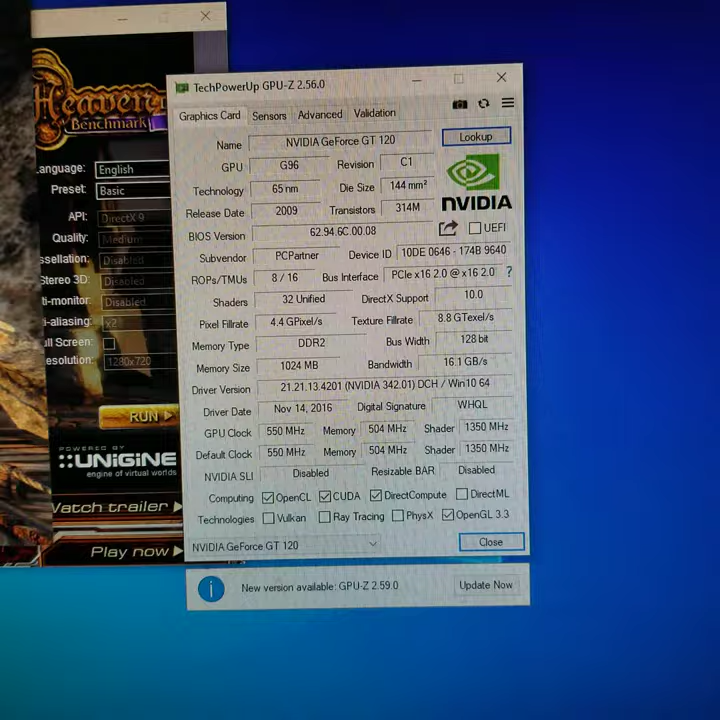 Heaven
Benchmark
Language: English
Preset: Basic
API: DirectX 9
Quality: Medium
ssellation: Disabled
Stereo 3D: Disabled
ti-monitor: Disabled
i-aliasing: x2
ull Screen:
esolution: 1280x720
RUN
POWERED BY
UNiGiNE
engine of virtual worlds
Watch trailer
Play now
TechPowerUp GPU-Z 2.56.0
Graphics Card Sensors Advanced Validation
Name NVIDIA GeForce GT 120 Lookup
GPU G96 Revision C1
Technology 65 nm Die Size 144 mm²
Release Date 2009 Transistors 314M
NVIDIA
BIOS Version 62.94.6C.00.08 UEFI
Subvendor PCPartner Device ID 10DE 0646 - 174B 9640
ROPs/TMUs 8 / 16 Bus Interface PCIe x16 2.0 @ x16 2.0 ?
Shaders 32 Unified DirectX Support 10.0
Pixel Fillrate 4.4 GPixel/s Texture Fillrate 8.8 GTexel/s
Memory Type DDR2 Bus Width 128 bit
Memory Size 1024 MB Bandwidth 16.1 GB/s
Driver Version 21.21.13.4201 (NVIDIA 342.01) DCH / Win10 64
Driver Date Nov 14, 2016 Digital Signature WHQL
GPU Clock 550 MHz Memory 504 MHz Shader 1350 MHz
Default Clock 550 MHz Memory 504 MHz Shader 1350 MHz
NVIDIA SLI Disabled Resizable BAR Disabled
Computing OpenCL CUDA DirectCompute DirectML
Technologies Vulkan Ray Tracing PhysX OpenGL 3.3
NVIDIA GeForce GT 120 Close
i New version available: GPU-Z 2.59.0 Update Now